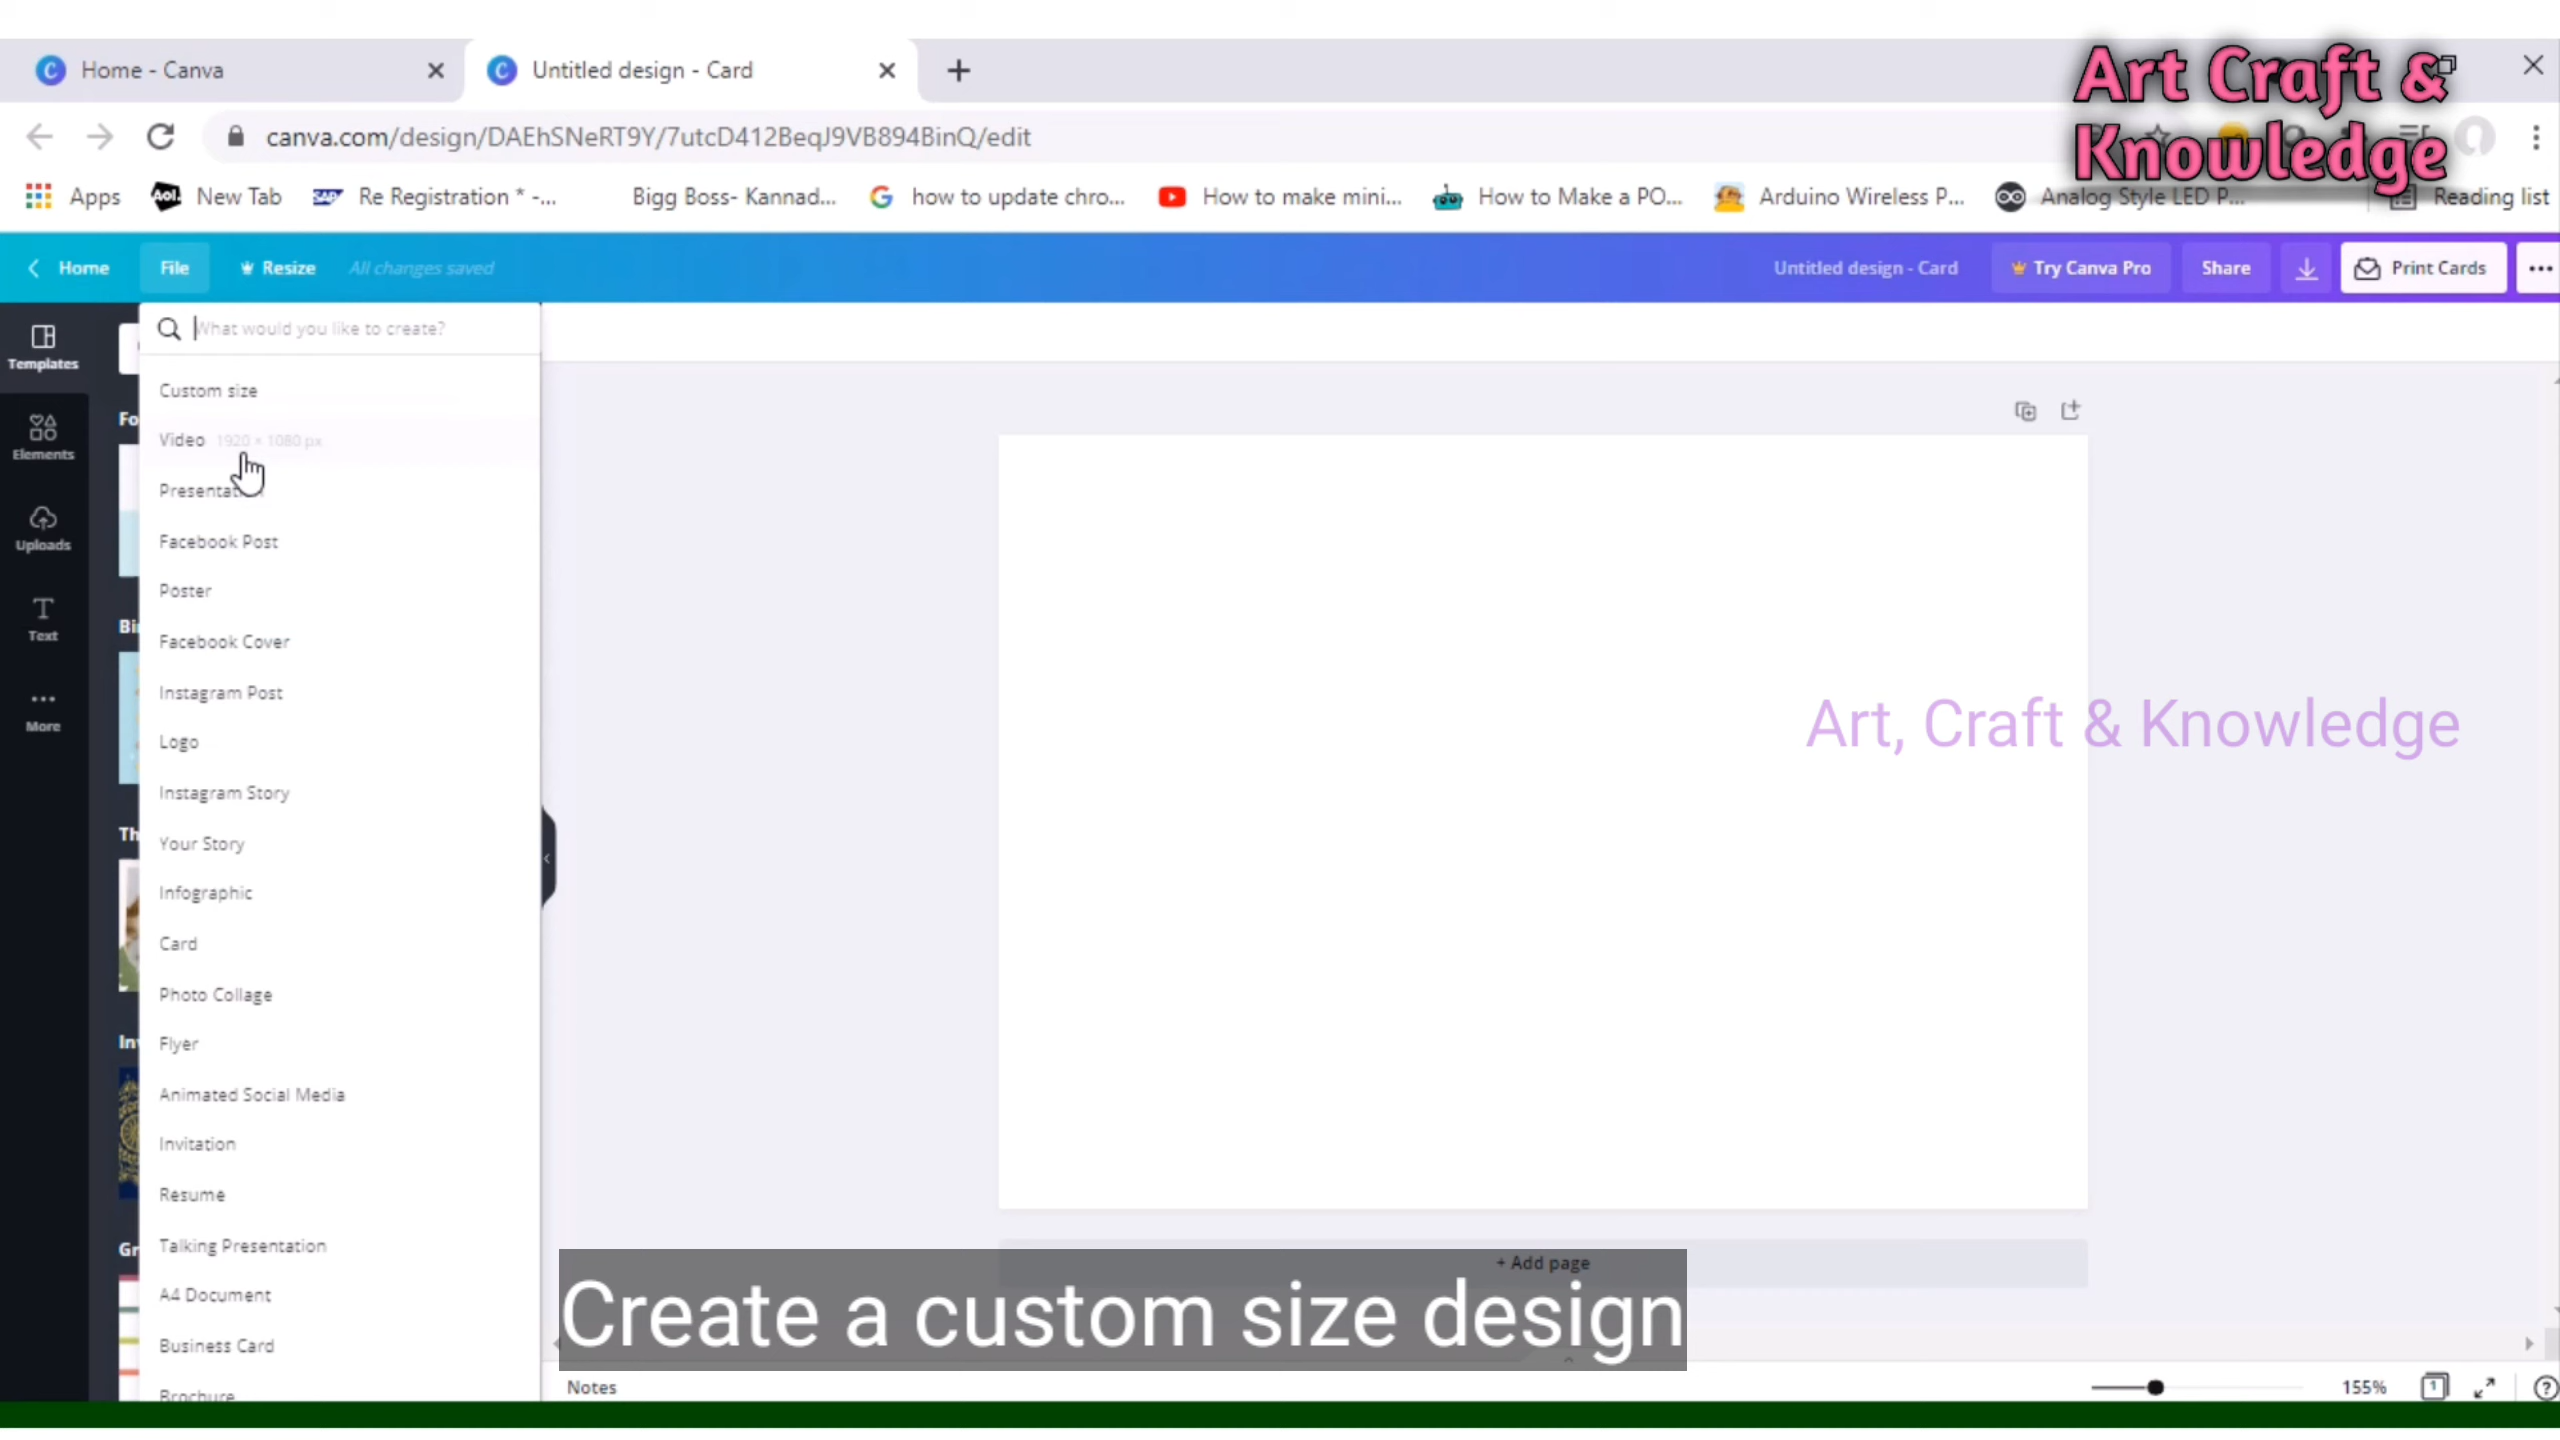 Home - Canva
Untitled design - Card
Art Craft &
Knowledge
canva.com/design/DAEhSNeRT9Y/7utcD412BeqJ9VB894BinQ/edit
Apps
New Tab
Re Registration * -...
Bigg Boss- Kannad...
how to update chro...
How to make mini...
How to Make a PO...
Arduino Wireless P...
Analog Style LED P...
Reading list
Home
File
Resize
All changes saved
Untitled design - Card
Try Canva Pro
Share
Print Cards
Templates
Elements
Uploads
Text
More
What would you like to create?
Custom size
Video 1920 × 1080 px
Facebook Post
Poster
Facebook Cover
Instagram Post
Logo
Instagram Story
Your Story
Infographic
Card
Photo Collage
Flyer
Animated Social Media
Invitation
Resume
Talking Presentation
A4 Document
Business Card
Brochure
Art, Craft & Knowledge
+ Add page
Create a custom size design
Notes
155%
1